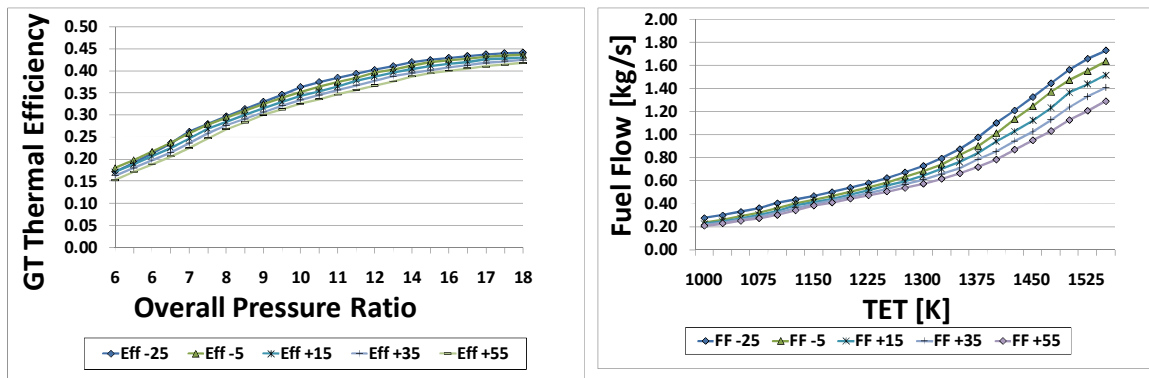 GT Thermal Efficiency
0.50
0.45
0.40
0.35
0.30
0.25
0.20
0.15
0.10
0.05
0.00
6 6 7 8 9 10 11 12 14 16 17 18
Overall Pressure Ratio
Eff -25 Eff -5 Eff +15 Eff +35 Eff +55
Fuel Flow [kg/s]
2.00
1.80
1.60
1.40
1.20
1.00
0.80
0.60
0.40
0.20
0.00
1000 1075 1150 1225 1300 1375 1450 1525
TET [K]
FF -25 FF -5 FF +15 FF +35 FF +55